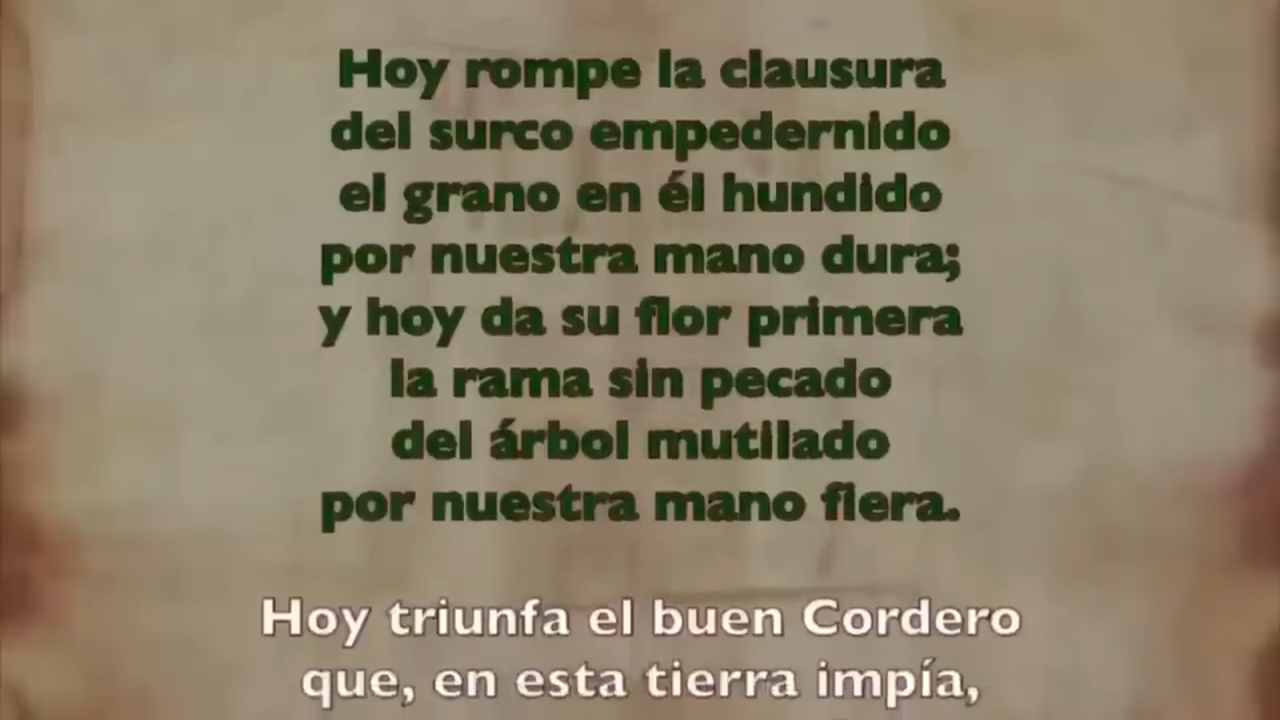 Hoy rompe la clausura
del surco empedernido
el grano en él hundido
por nuestra mano dura;
y hoy da su flor primera
la rama sin pecado
del árbol mutilado
por nuestra mano fiera.
Hoy triunfa el buen Cordero
que, en esta tierra impía,